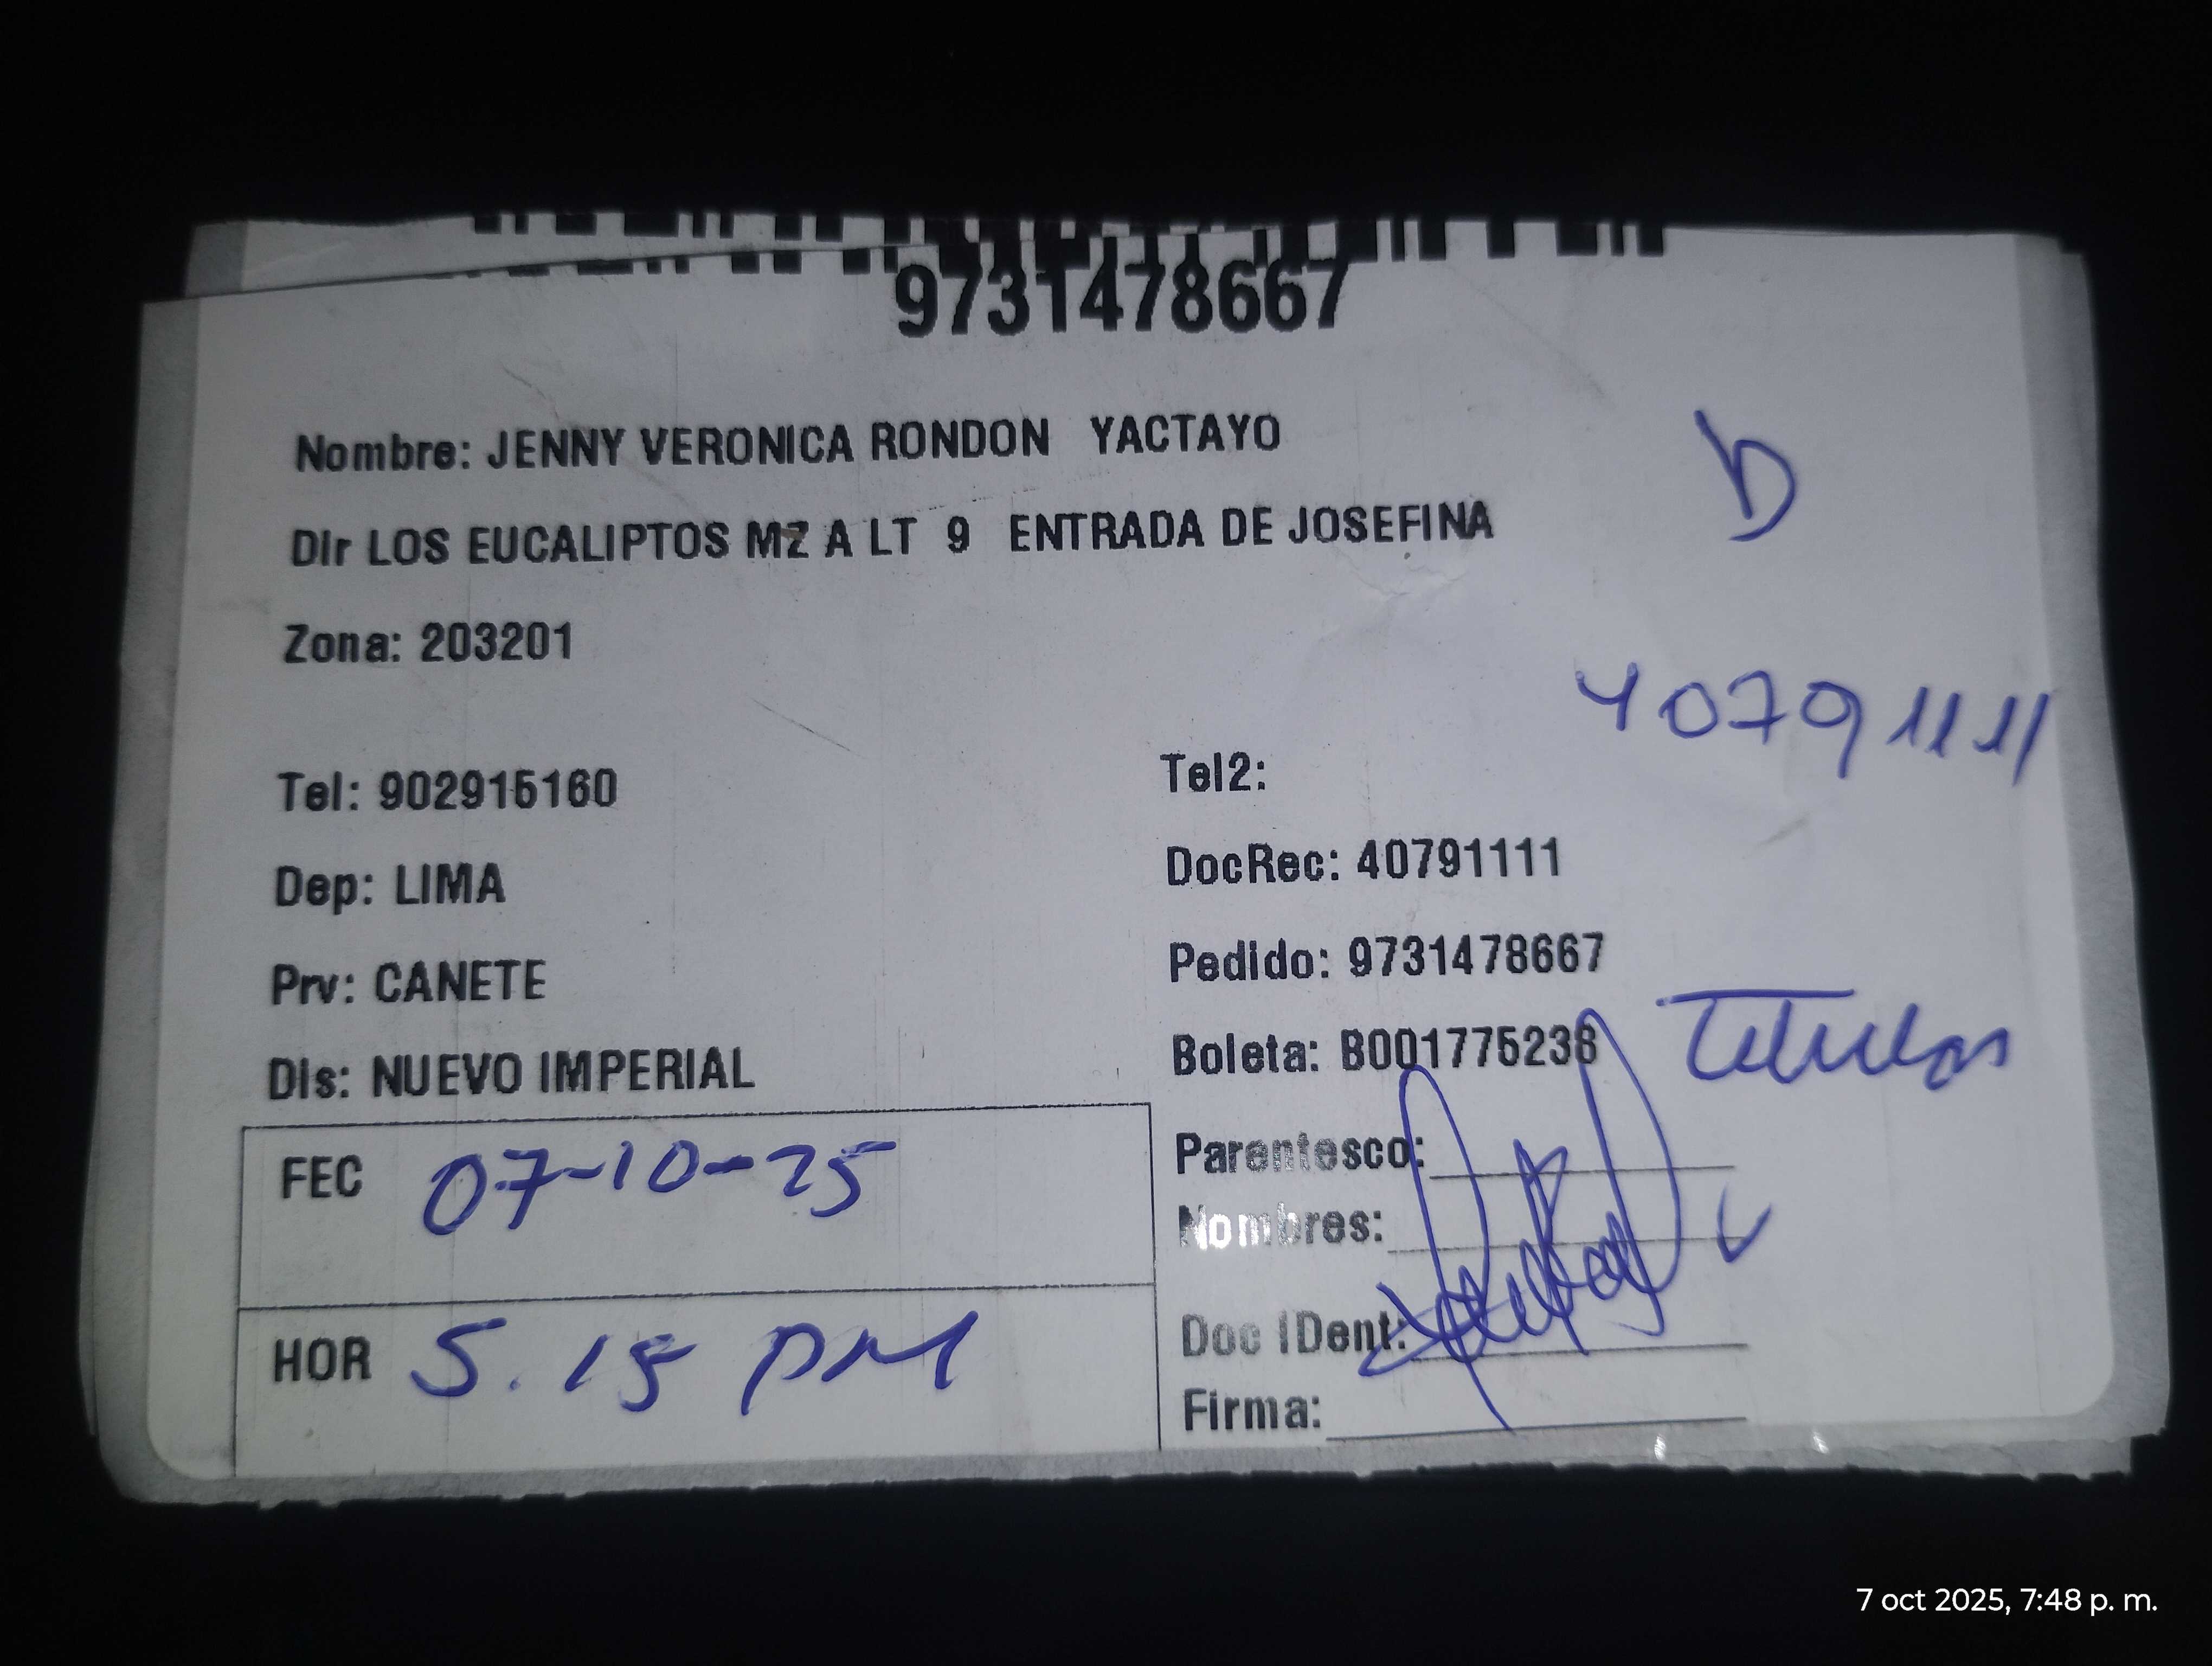 9731478667
Nombre: JENNY VERONICA RONDON YACTAYO
D
Dir LOS EUCALIPTOS MZ A LT 9 ENTRADA DE JOSEFINA
Zona: 203201
40791111
Tel: 902915160
Tel2:
Dep: LIMA
DocRec: 40791111
Prv: CANETE
Pedido: 9731478667
Dis: NUEVO IMPERIAL
Boleta: B001775236
Titular
FEC 07-10-25
Parentesco:
Nombres:
HOR 5.15 PM
Doc IDent:
Firma:
7 oct 2025, 7:48 p. m.